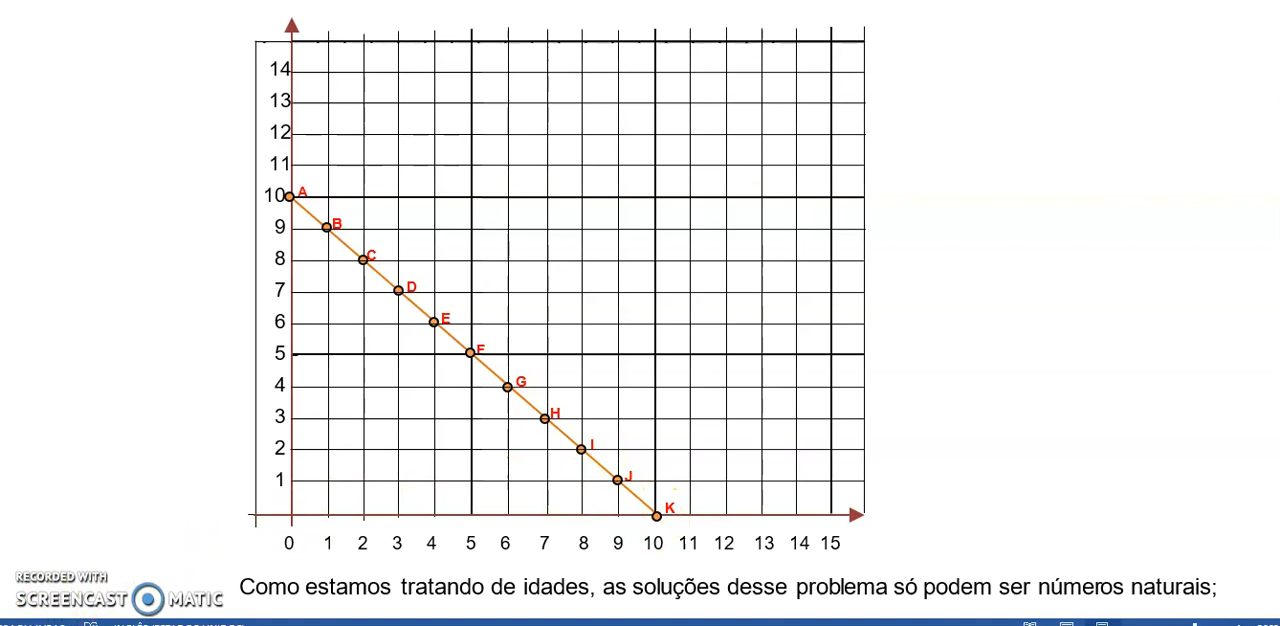 14
13
12
11
10 A
9 B
8 C
7 D
6 E
5 F
4 G
3 H
2 I
1 J
K
0 1 2 3 4 5 6 7 8 9 10 11 12 13 14 15
Como estamos tratando de idades, as soluções desse problema só podem ser números naturais;
RECORDED WITH
SCREENCAST MATIC